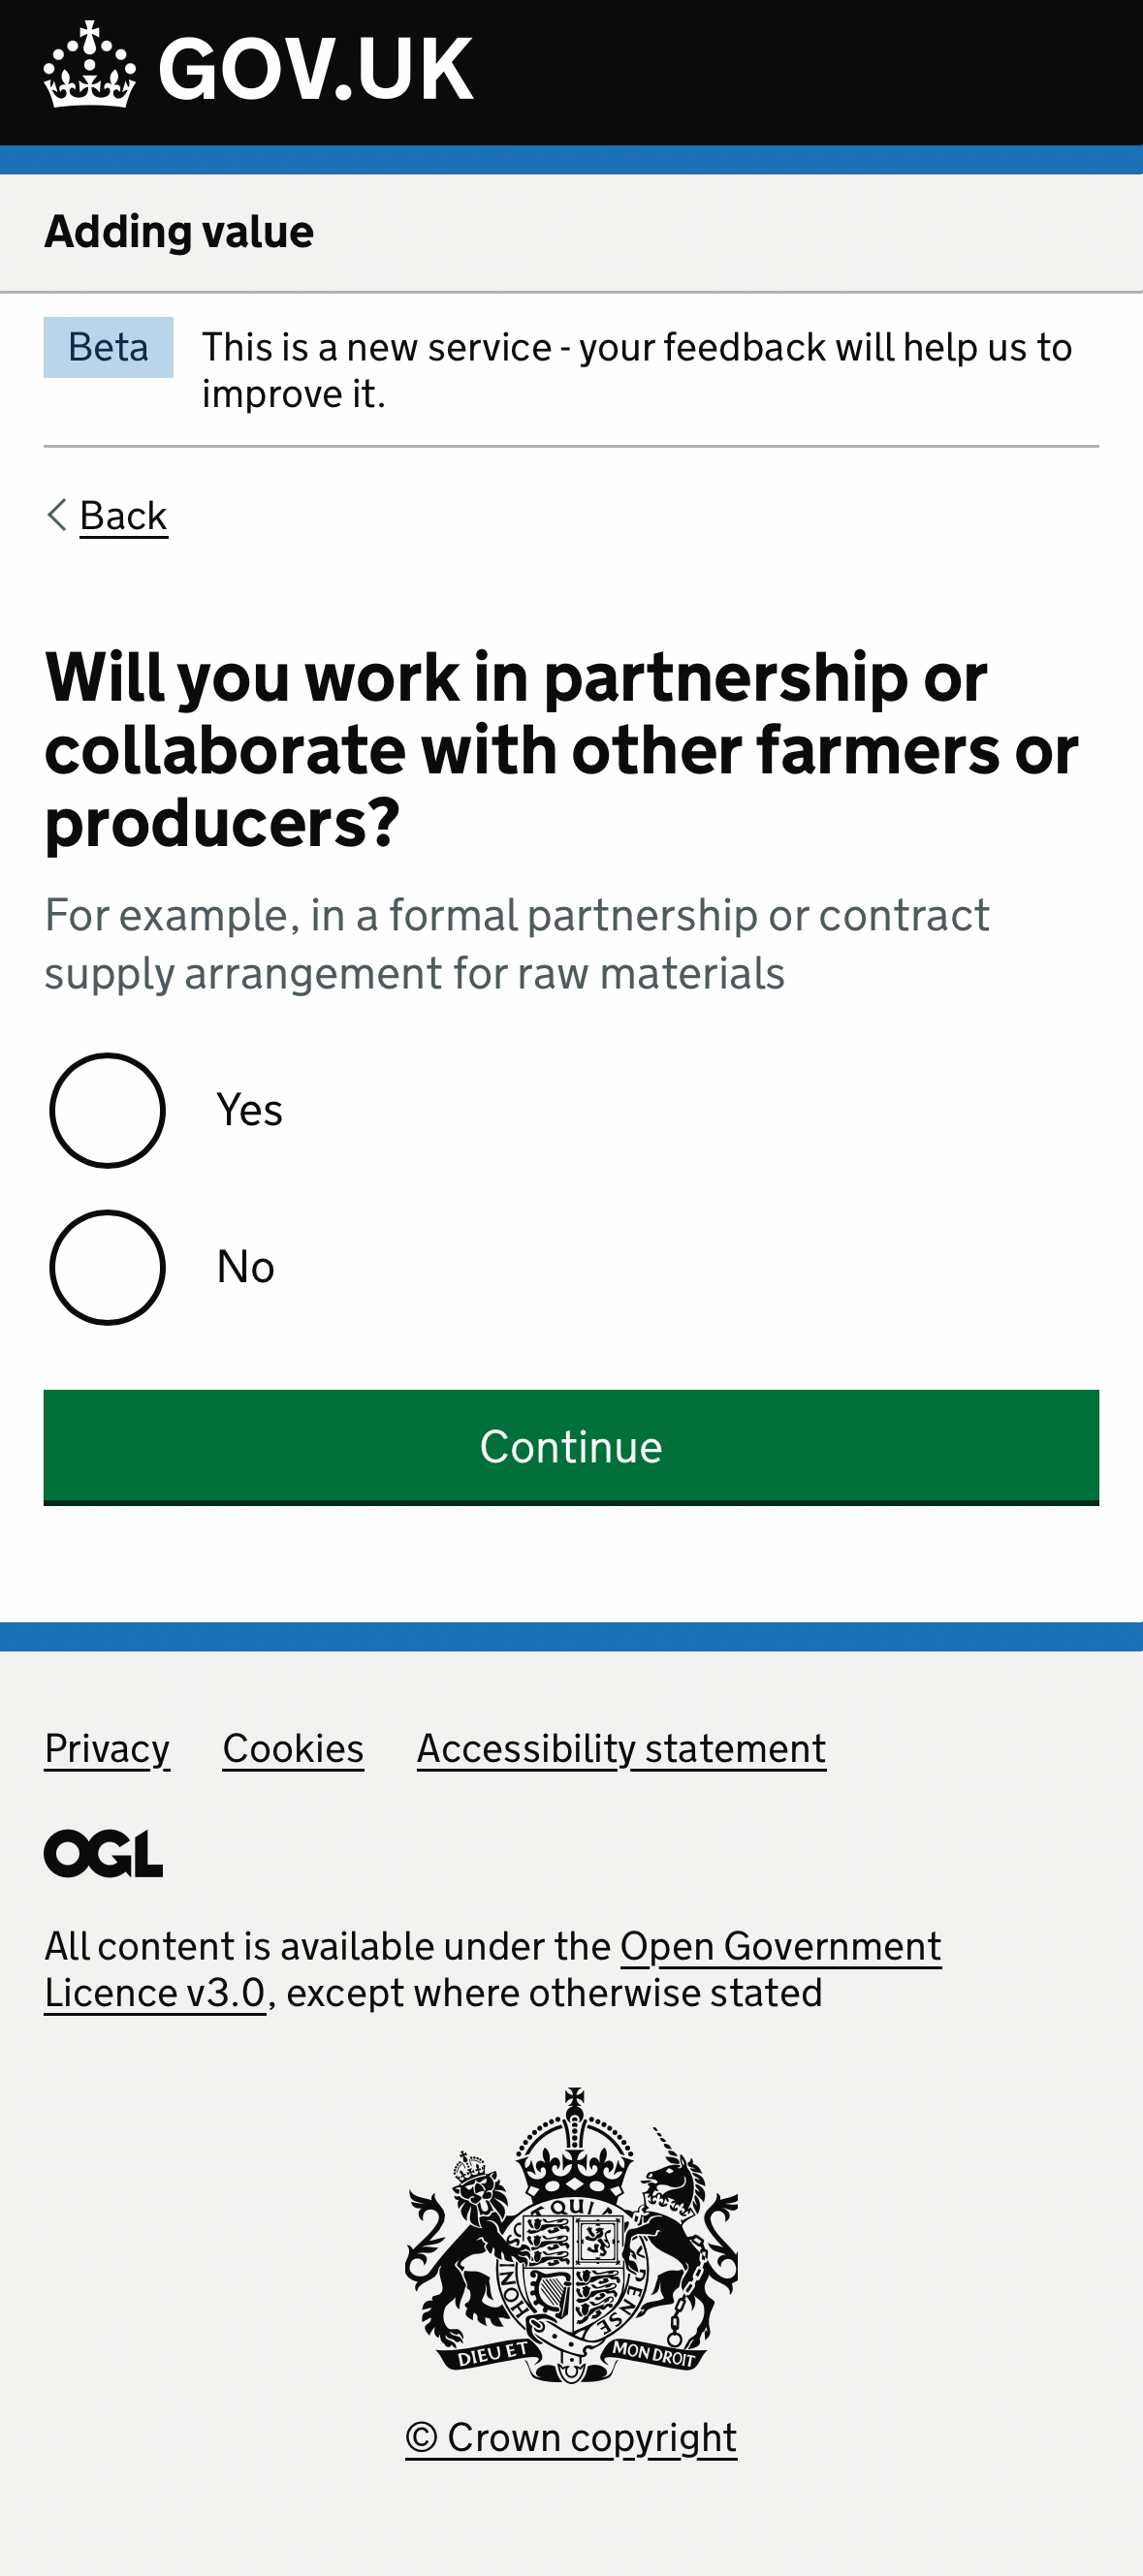 GOV.UK
Adding value
Beta
This is a new service - your feedback will help us to
improve it.
Back
Will you work in partnership or
collaborate with other farmers or
producers?
For example, in a formal partnership or contract
supply arrangement for raw materials
Yes
No
Continue
Privacy Cookies Accessibility statement
OGL
All content is available under the Open Government
Licence v3.0, except where otherwise stated
QUI
HONI
PENSE
DIEU ET MON DROIT
© Crown copyright